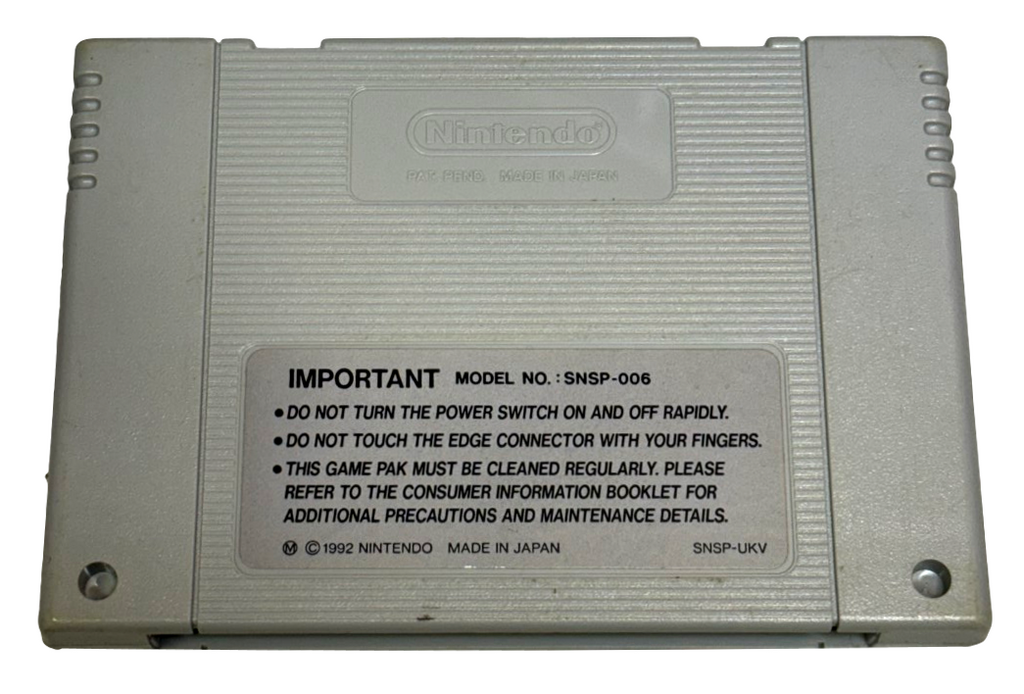 Nintendo®
PAT. PEND. MADE IN JAPAN
IMPORTANT MODEL NO. : SNSP-006
● DO NOT TURN THE POWER SWITCH ON AND OFF RAPIDLY.
● DO NOT TOUCH THE EDGE CONNECTOR WITH YOUR FINGERS.
● THIS GAME PAK MUST BE CLEANED REGULARLY. PLEASE
REFER TO THE CONSUMER INFORMATION BOOKLET FOR
ADDITIONAL PRECAUTIONS AND MAINTENANCE DETAILS.
Ⓜ ©1992 NINTENDO MADE IN JAPAN SNSP-UKV